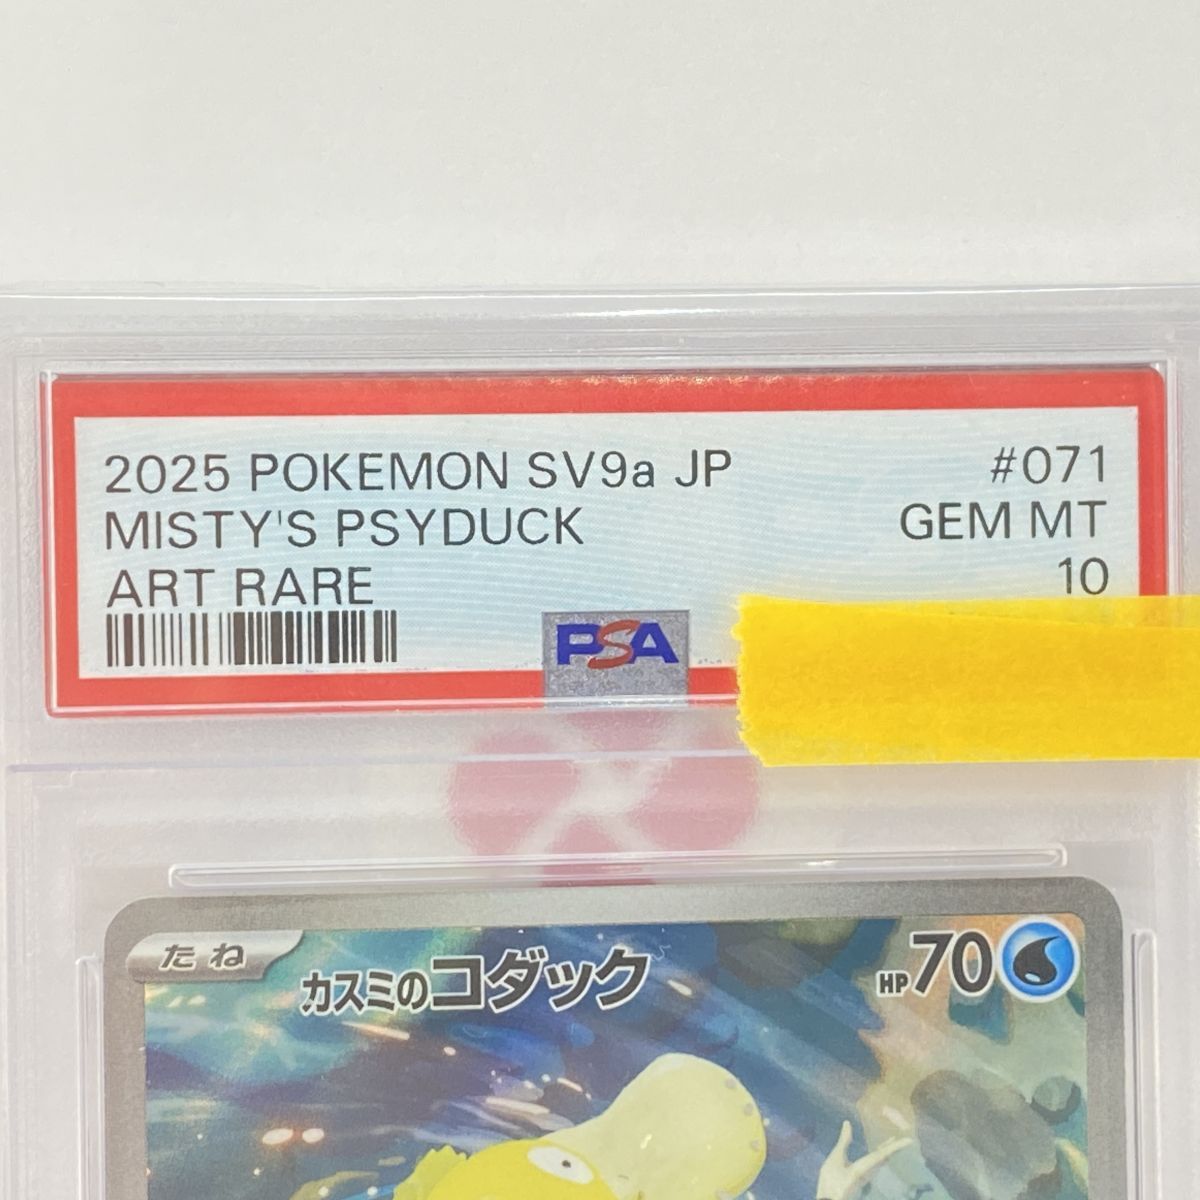 2025 POKEMON SV9a JP #071
MISTY'S PSYDUCK GEM MT
ART RARE 10
PSA
たね カスミのコダック HP70